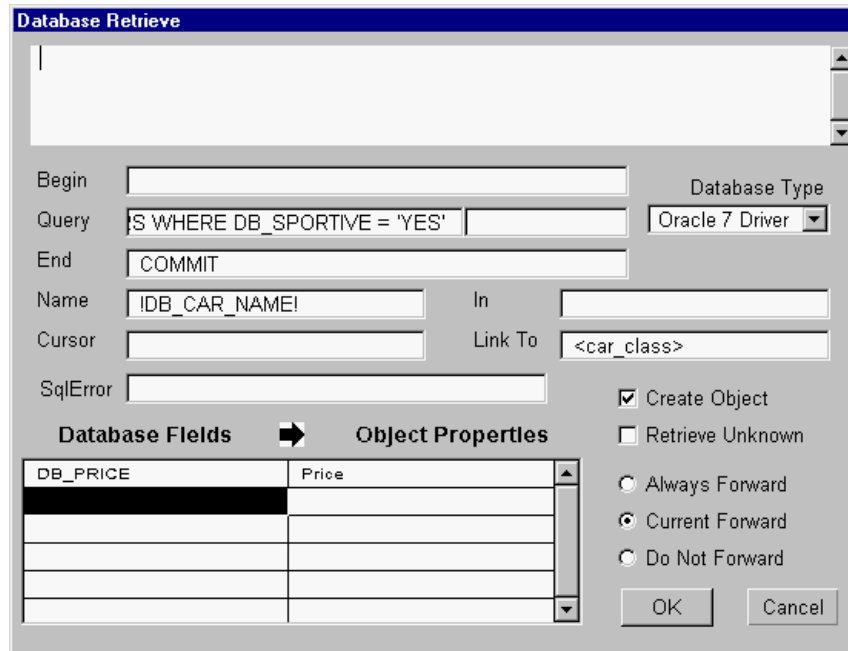 Database Retrieve
Begin
Database Type
Query S WHERE DB_SPORTIVE = 'YES' Oracle 7 Driver
End COMMIT
Name !DB_CAR_NAME! In
Cursor Link To <car_class>
SqlError
Create Object
Database Fields Object Properties
Retrieve Unknown
DB_PRICE Price
Always Forward
Current Forward
Do Not Forward
OK Cancel